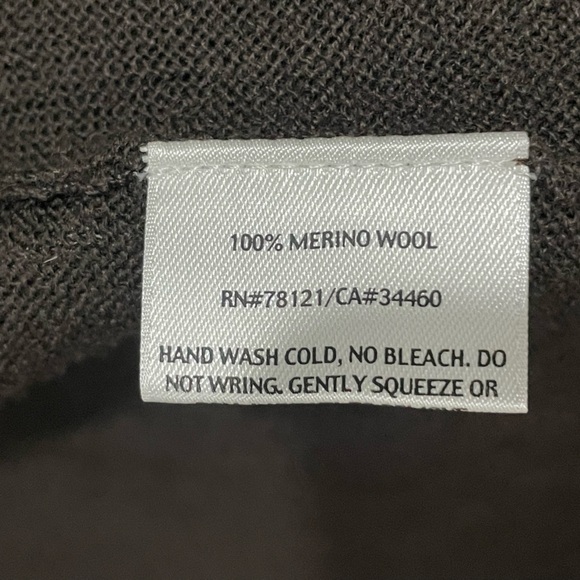 100% MERINO WOOL
RN#78121/CA#34460
HAND WASH COLD, NO BLEACH. DO
NOT WRING. GENTLY SQUEEZE OR